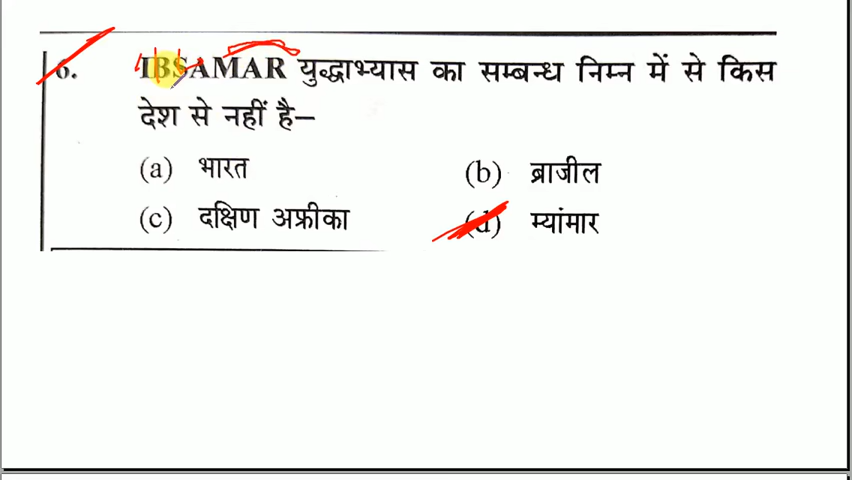 6. IBSAMAR युद्धाभ्यास का सम्बन्ध निम्न में से किस
देश से नहीं है–
(a) भारत (b) ब्राजील
(c) दक्षिण अफ्रीका (d) म्यांमार